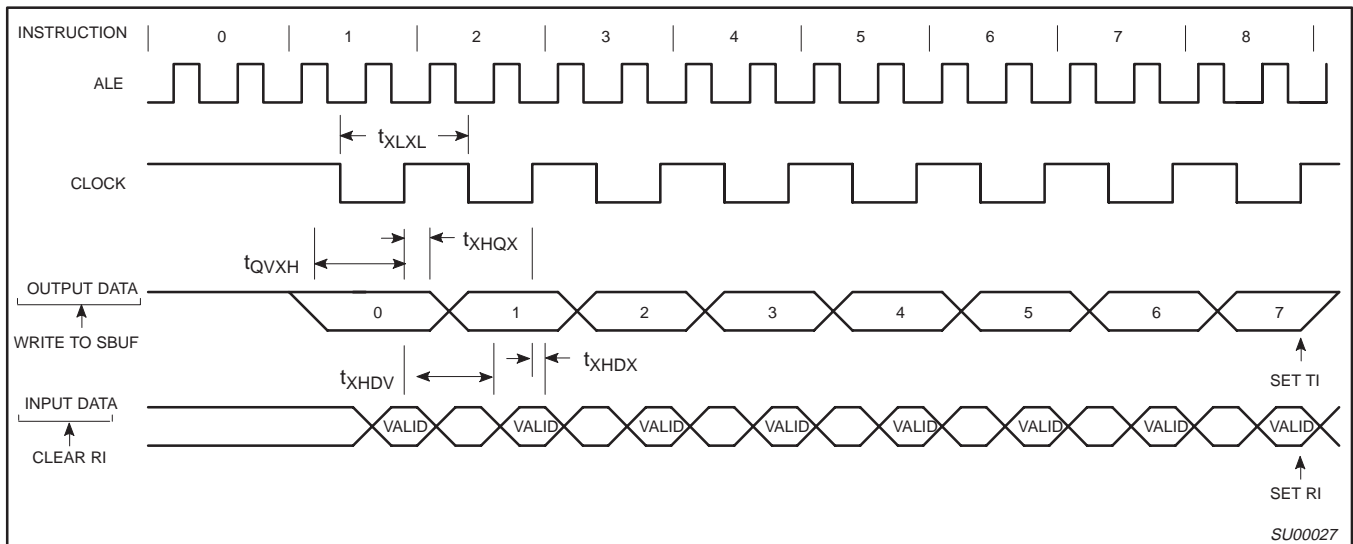 INSTRUCTION 0 1 2 3 4 5 6 7 8
ALE
tXLXL
CLOCK
tXHQX
tQVXH
OUTPUT DATA
0 1 2 3 4 5 6 7
WRITE TO SBUF
tXHDX
tXHDV
SET TI
INPUT DATA
VALID VALID VALID VALID VALID VALID VALID VALID
CLEAR RI
SET RI
SU00027